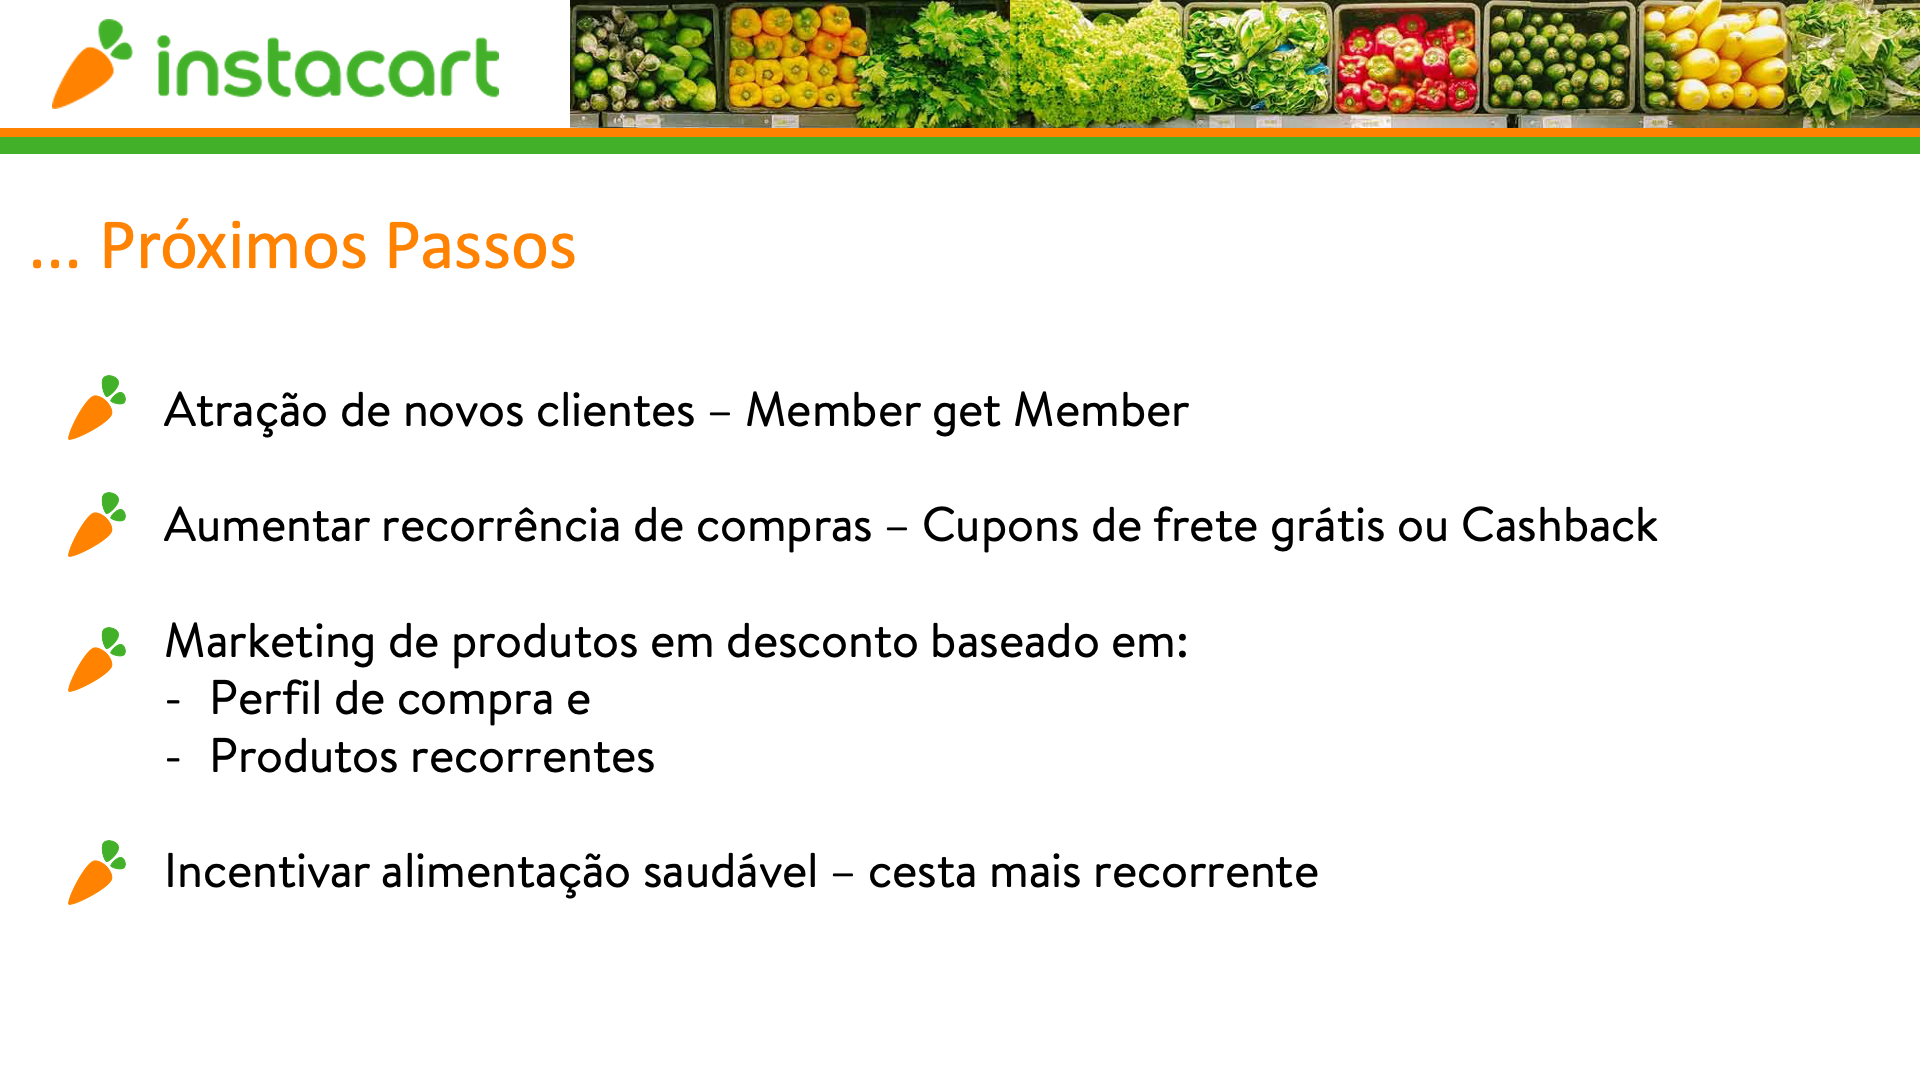 instacart
... Próximos Passos
Atração de novos clientes – Member get Member
Aumentar recorrência de compras – Cupons de frete grátis ou Cashback
Marketing de produtos em desconto baseado em:
- Perfil de compra e
- Produtos recorrentes
Incentivar alimentação saudável – cesta mais recorrente